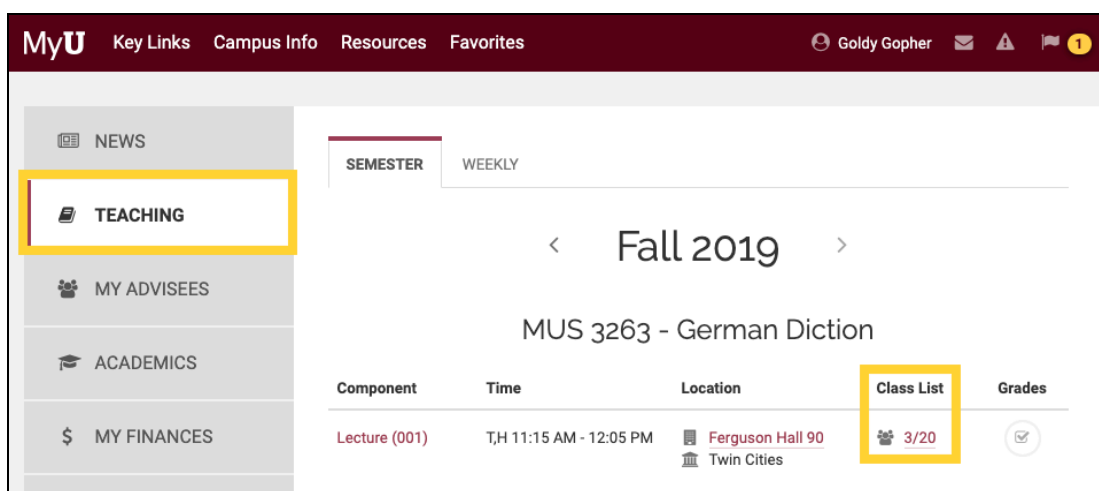 MyU Key Links Campus Info Resources Favorites Goldy Gopher 1
NEWS
TEACHING
MY ADVISEES
ACADEMICS
$ MY FINANCES
SEMESTER WEEKLY
< Fall 2019 >
MUS 3263 - German Diction
Component Time Location Class List Grades
Lecture (001) T,H 11:15 AM - 12:05 PM Ferguson Hall 90 3/20
Twin Cities